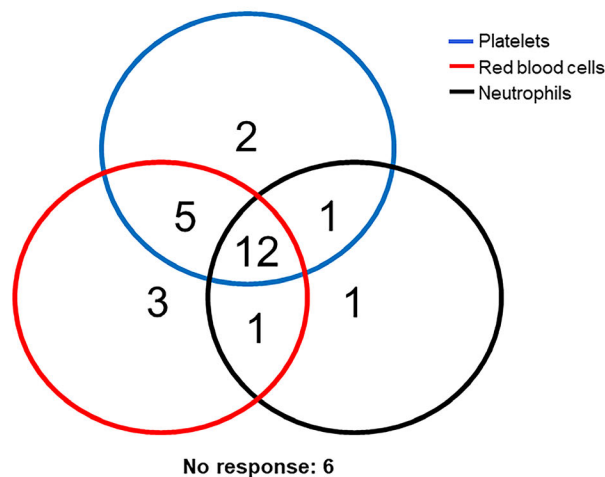 Platelets
Red blood cells
Neutrophils
2
5
1
12
3
1
1
No response: 6